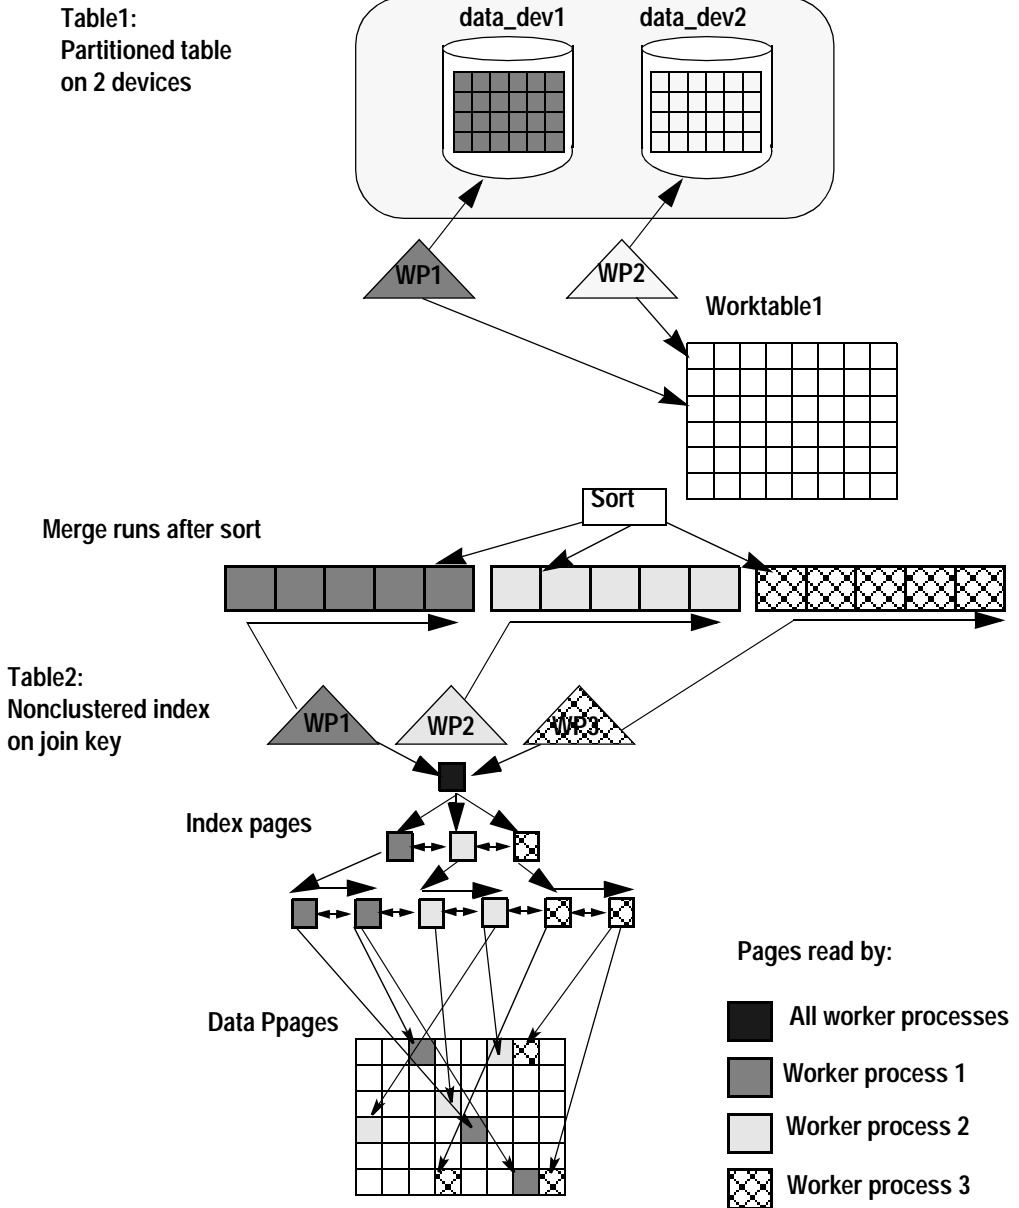 Table1:
Partitioned table
on 2 devices
data_dev1
data_dev2
WP1
WP2
Worktable1
Sort
Merge runs after sort
Table2:
Nonclustered index
on join key
WP1
WP2
WP3
Index pages
Data Ppages
Pages read by:
All worker processes
Worker process 1
Worker process 2
Worker process 3